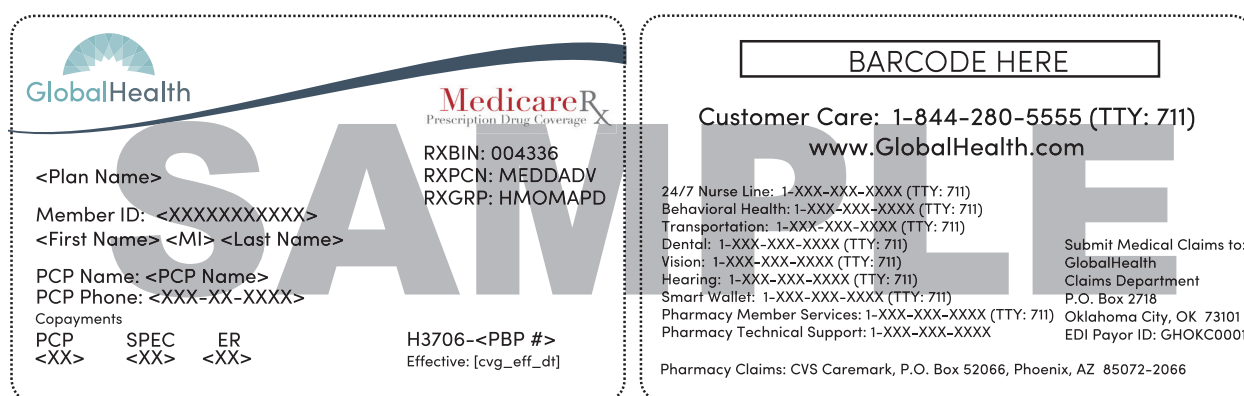 GlobalHealth
MedicareRx
Prescription Drug Coverage
RXBIN: 004336
RXPCN: MEDDADV
RXGRP: HMOMAPD
<Plan Name>
Member ID: <XXXXXXXXXXX>
<First Name> <MI> <Last Name>
PCP Name: <PCP Name>
PCP Phone: <XXX-XX-XXXX>
Copayments
PCP SPEC ER
<XX> <XX> <XX>
H3706-<PBP #>
Effective: [cvg_eff_dt]
SAMPLE
BARCODE HERE
Customer Care: 1-844-280-5555 (TTY: 711)
www.GlobalHealth.com
24/7 Nurse Line: 1-XXX-XXX-XXXX (TTY: 711)
Behavioral Health: 1-XXX-XXX-XXXX (TTY: 711)
Transportation: 1-XXX-XXX-XXXX (TTY: 711)
Dental: 1-XXX-XXX-XXXX (TTY: 711)
Vision: 1-XXX-XXX-XXXX (TTY: 711)
Hearing: 1-XXX-XXX-XXXX (TTY: 711)
Smart Wallet: 1-XXX-XXX-XXXX (TTY: 711)
Pharmacy Member Services: 1-XXX-XXX-XXXX (TTY: 711)
Pharmacy Technical Support: 1-XXX-XXX-XXXX
Submit Medical Claims to:
GlobalHealth
Claims Department
P.O. Box 2718
Oklahoma City, OK 73101
EDI Payor ID: GHOKC0001
Pharmacy Claims: CVS Caremark, P.O. Box 52066, Phoenix, AZ 85072-2066